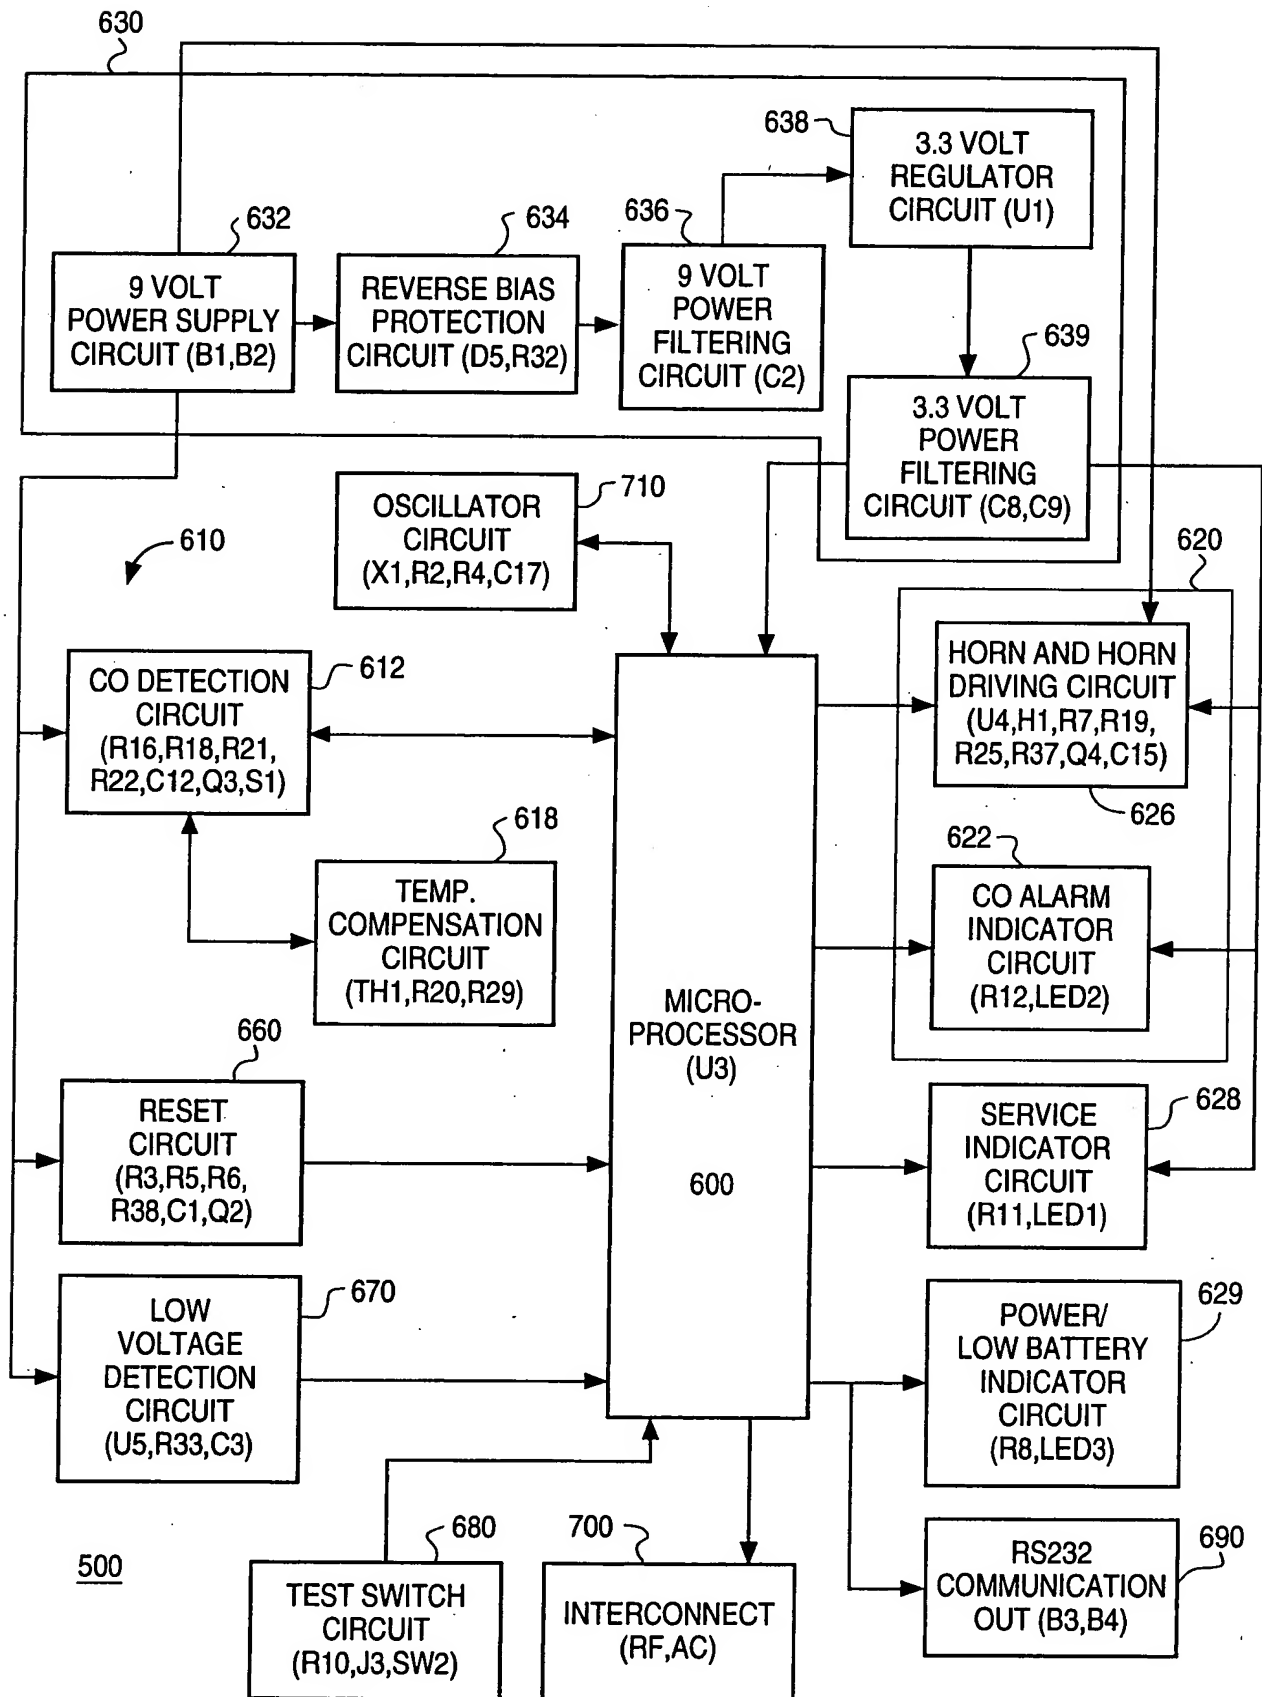 630
638
3.3 VOLT
REGULATOR
CIRCUIT (U1)
632
9 VOLT
POWER SUPPLY
CIRCUIT (B1,B2)
634
REVERSE BIAS
PROTECTION
CIRCUIT (D5,R32)
636
9 VOLT
POWER
FILTERING
CIRCUIT (C2)
639
3.3 VOLT
POWER
FILTERING
CIRCUIT (C8,C9)
710
OSCILLATOR
CIRCUIT
(X1,R2,R4,C17)
610
620
612
CO DETECTION
CIRCUIT
(R16,R18,R21,
R22,C12,Q3,S1)
HORN AND HORN
DRIVING CIRCUIT
(U4,H1,R7,R19,
R25,R37,Q4,C15)
626
618
TEMP.
COMPENSATION
CIRCUIT
(TH1,R20,R29)
622
CO ALARM
INDICATOR
CIRCUIT
(R12,LED2)
MICRO-
PROCESSOR
(U3)
600
660
RESET
CIRCUIT
(R3,R5,R6,
R38,C1,Q2)
628
SERVICE
INDICATOR
CIRCUIT
(R11,LED1)
670
LOW
VOLTAGE
DETECTION
CIRCUIT
(U5,R33,C3)
629
POWER/
LOW BATTERY
INDICATOR
CIRCUIT
(R8,LED3)
500
680
TEST SWITCH
CIRCUIT
(R10,J3,SW2)
700
INTERCONNECT
(RF,AC)
690
RS232
COMMUNICATION
OUT (B3,B4)